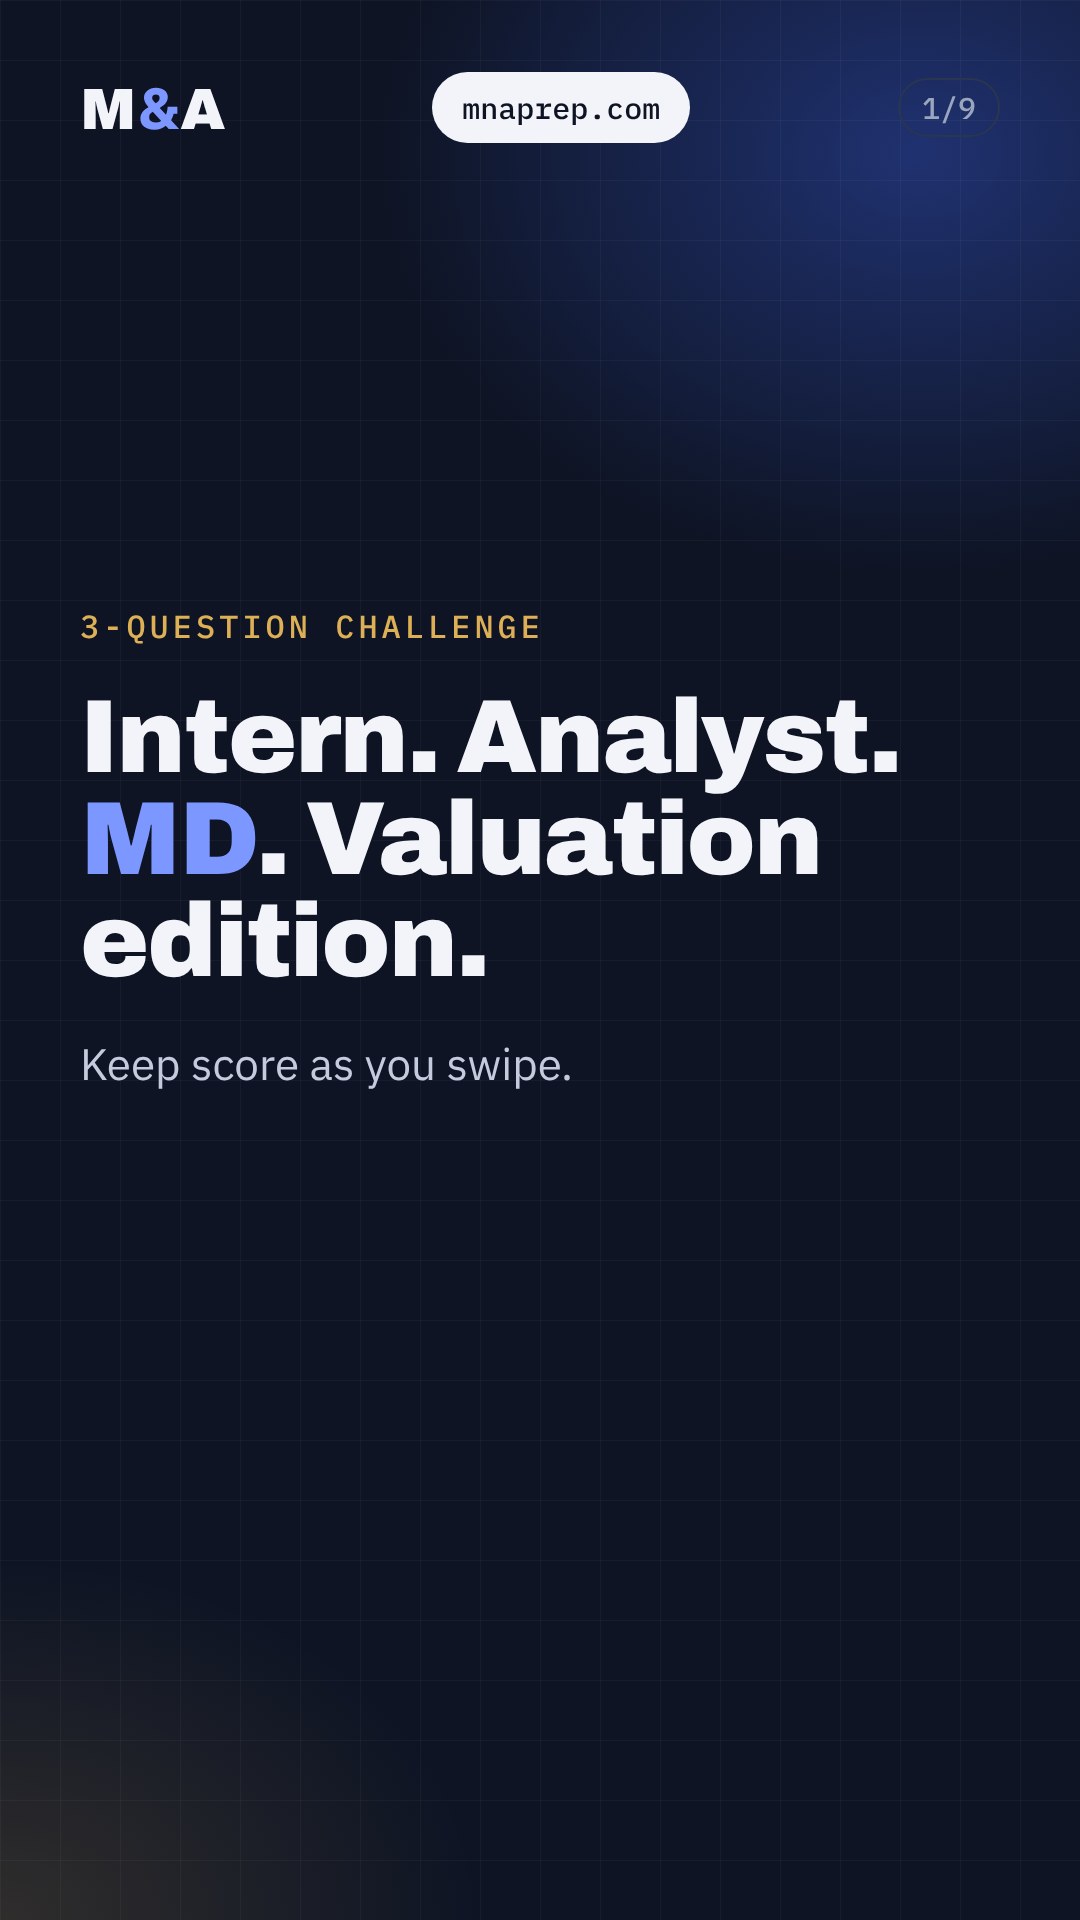 M&A
mnaprep.com
1/9
3-QUESTION CHALLENGE
Intern. Analyst.
MD. Valuation
edition.
Keep score as you swipe.